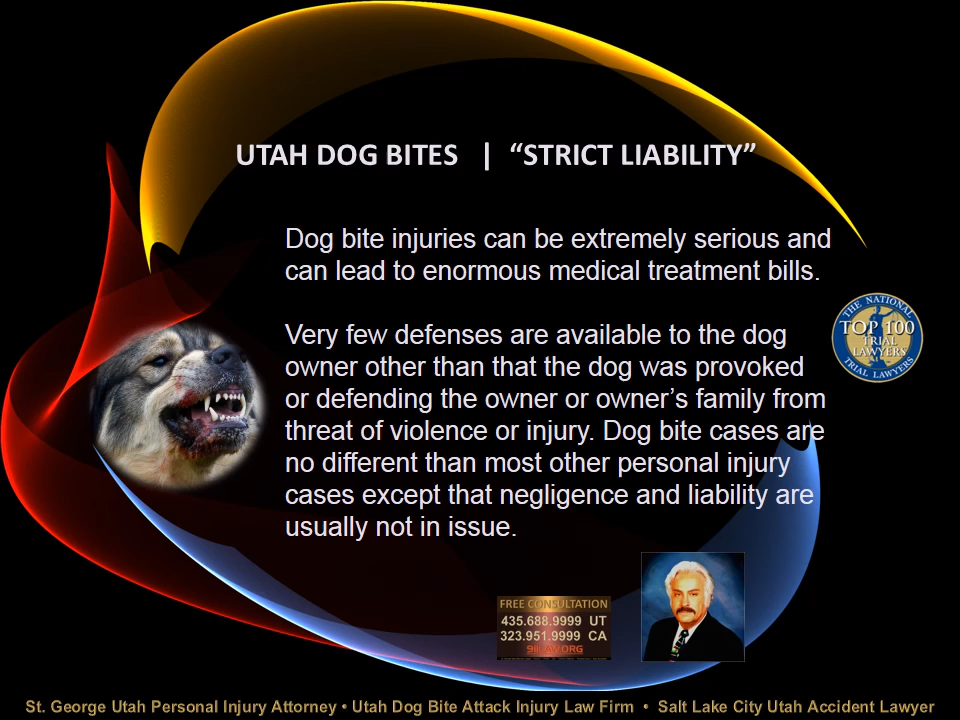 UTAH DOG BITES | “STRICT LIABILITY”
Dog bite injuries can be extremely serious and
can lead to enormous medical treatment bills.
Very few defenses are available to the dog
owner other than that the dog was provoked
or defending the owner or owner’s family from
threat of violence or injury. Dog bite cases are
no different than most other personal injury
cases except that negligence and liability are
usually not in issue.
THE NATIONAL
TOP 100
TRIAL
LAWYERS
TRIAL LAWYERS
FREE CONSULTATION
435.688.9999 UT
323.951.9999 CA
St. George Utah Personal Injury Attorney • Utah Dog Bite Attack Injury Law Firm • Salt Lake City Utah Accident Lawyer